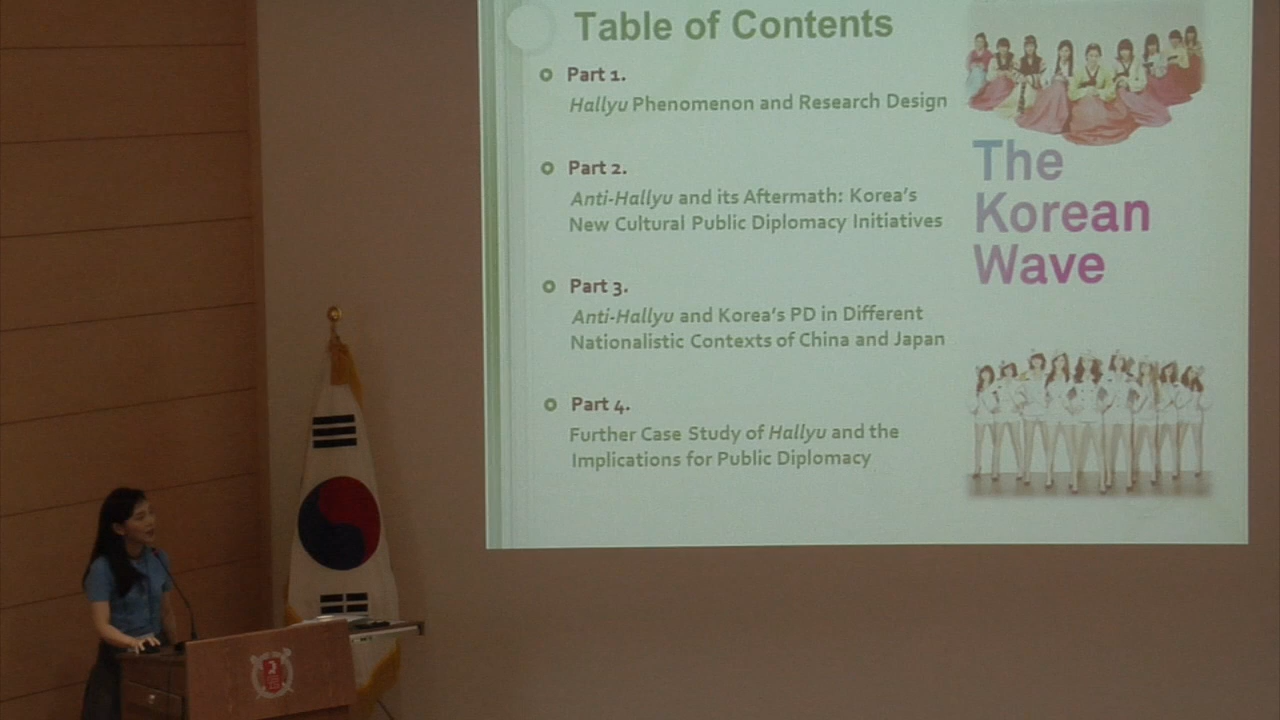 Table of Contents
Part 1.
Hallyu Phenomenon and Research Design
Part 2.
Anti-Hallyu and its Aftermath: Korea's
New Cultural Public Diplomacy Initiatives
Part 3.
Anti-Hallyu and Korea's PD in Different
Nationalistic Contexts of China and Japan
Part 4.
Further Case Study of Hallyu and the
Implications for Public Diplomacy
The
Korean
Wave